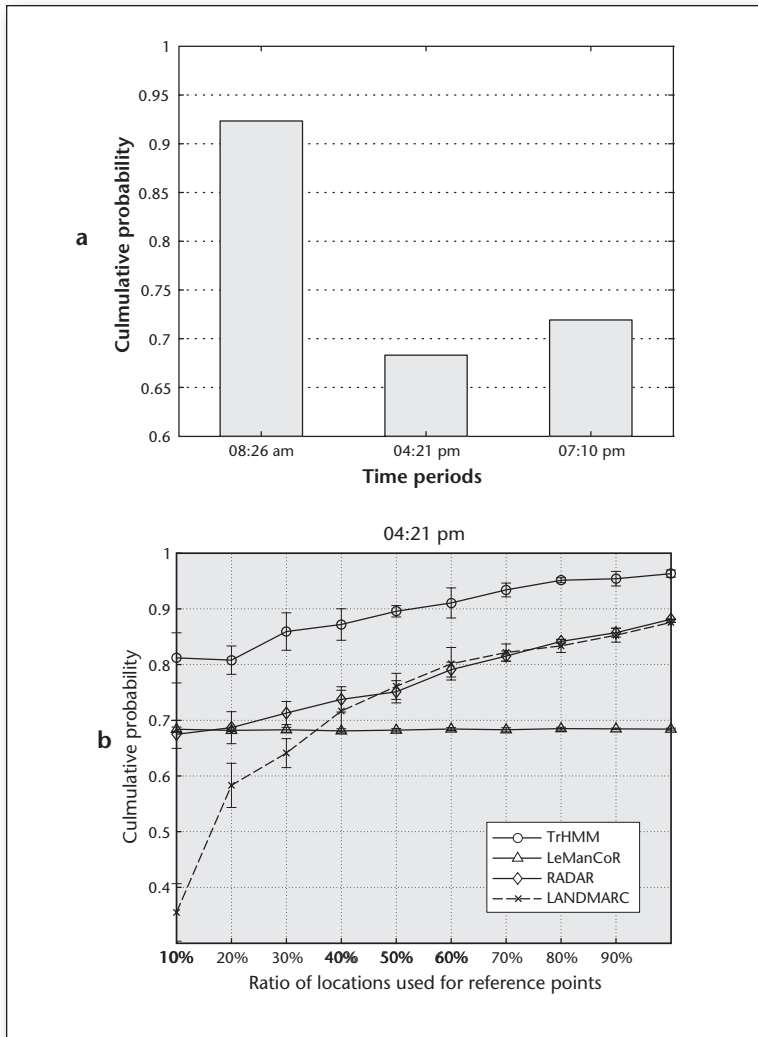 a
Culmulative probability
1
0.95
0.9
0.85
0.8
0.75
0.7
0.65
0.6
08:26 am 04:21 pm 07:10 pm
Time periods
b
04:21 pm
Culmulative probability
1
0.9
0.8
0.7
0.6
0.5
0.4
TrHMM
LeManCoR
RADAR
LANDMARC
10% 20% 30% 40% 50% 60% 70% 80% 90%
Ratio of locations used for reference points